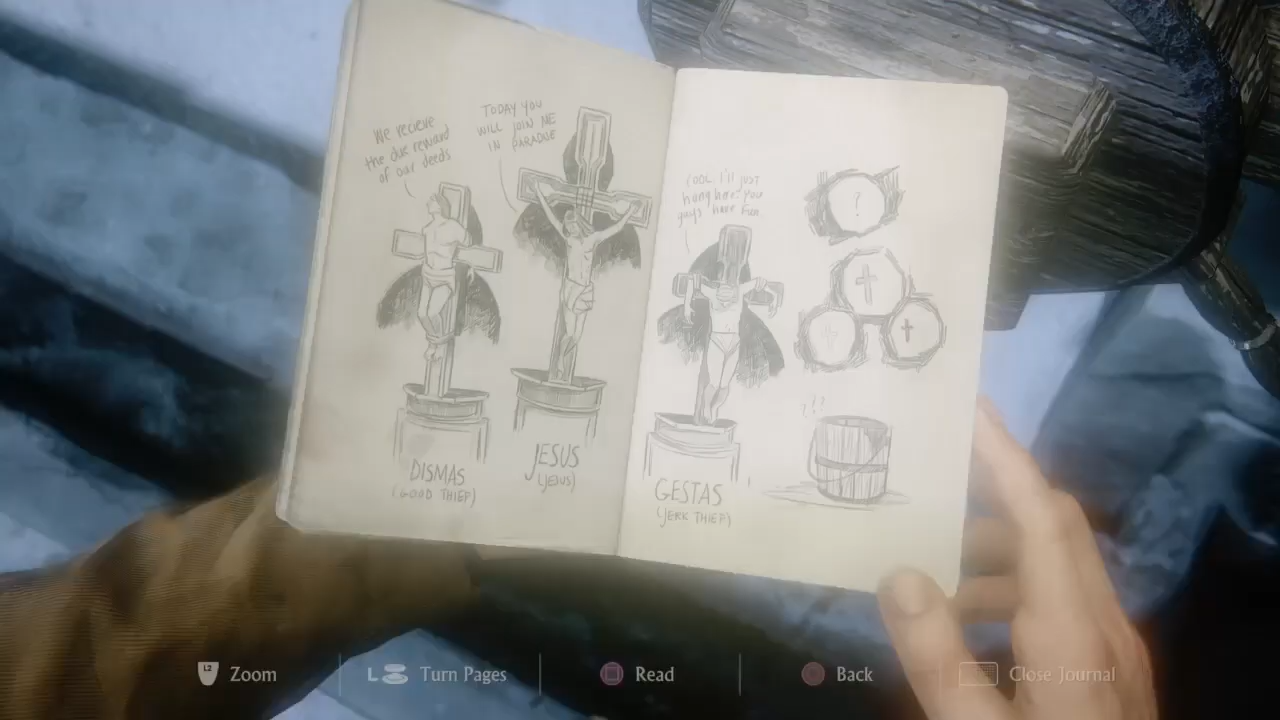 We recieve
the due reward
of our deeds
TODAY YOU
WILL JOIN ME
IN PARADISE
COOL. I'll just
hang here. You
guys have fun.
?
DISMAS
(GOOD THIEF)
JESUS
(JESUS)
GESTAS
(JERK THIEF)
!?
L2 Zoom
L Turn Pages
Read
Back
Close Journal